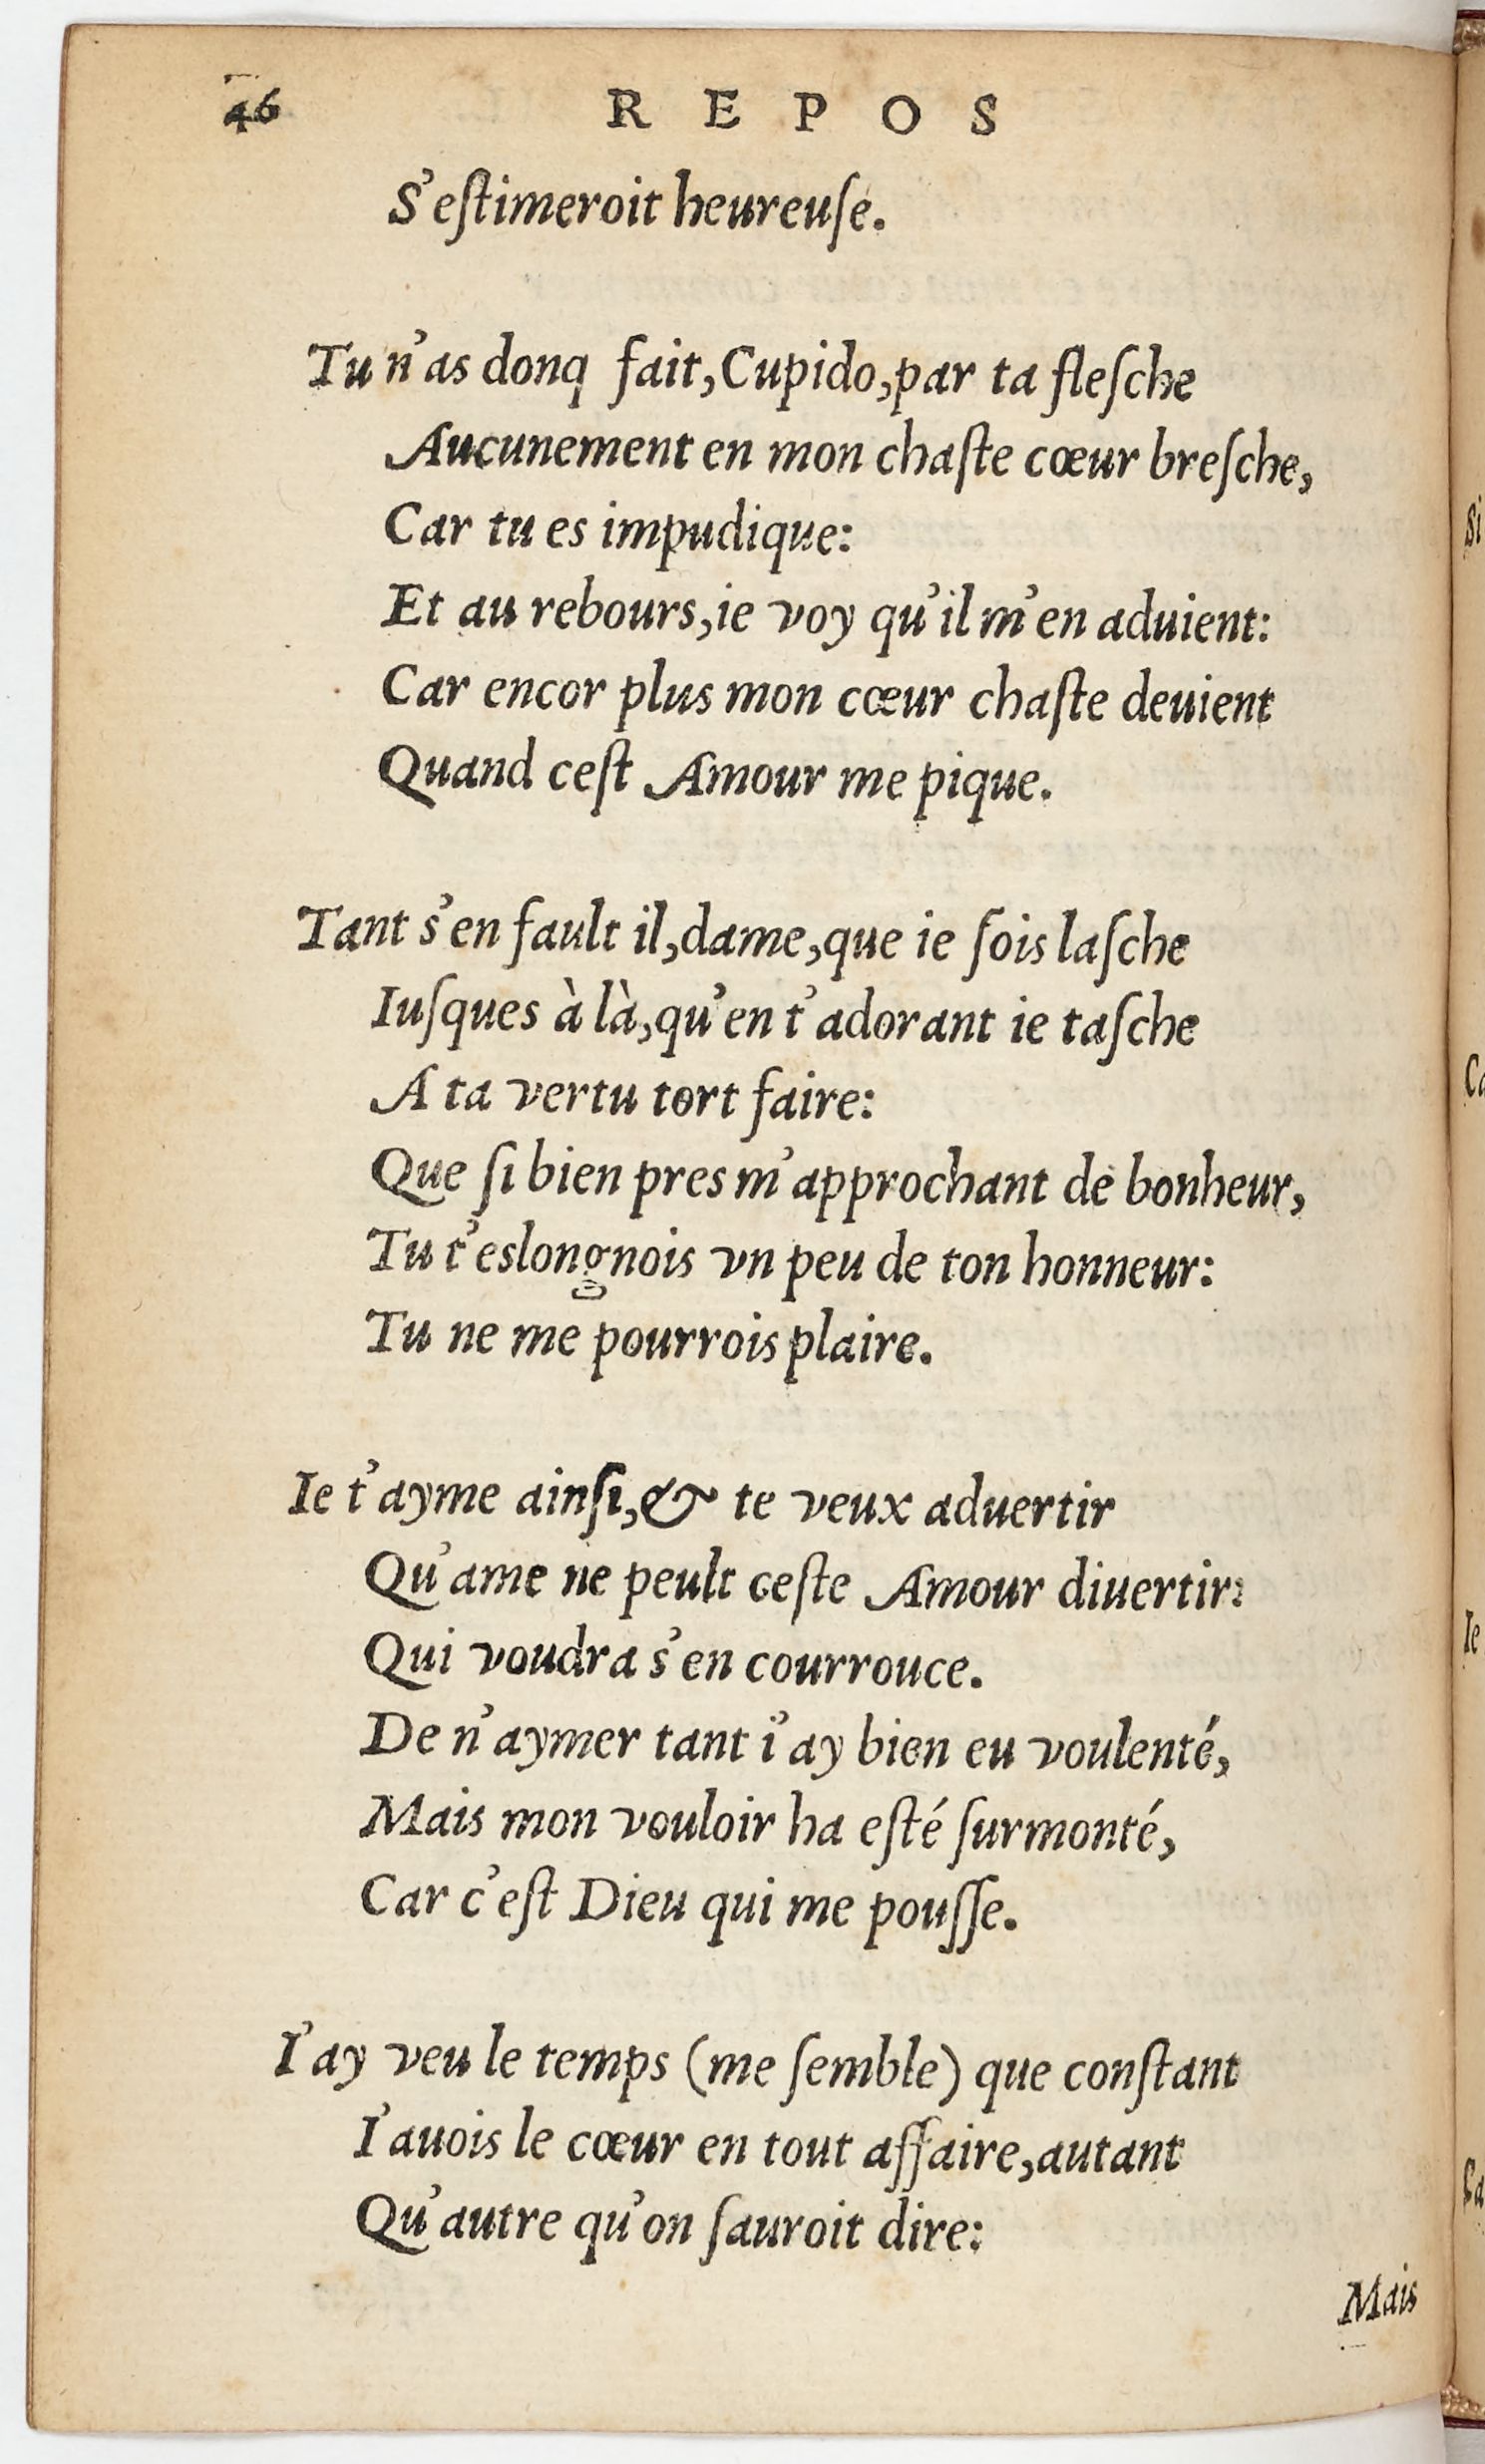 46 REPOS
S'eſtimeroit heureuſe.
Tu n'as donq fait, Cupido, par ta fleſche
Aucunement en mon chaſte cœur breſche,
Car tu es impudique:
Et au rebours, ie voy qu'il m'en aduient:
Car encor plus mon cœur chaſte deuient
Quand ceſt Amour me pique.
Tant s'en fault il, dame, que ie ſois laſche
Iuſques à là, qu'en t'adorant ie taſche
A ta vertu tort faire:
Que ſi bien pres m'approchant de bonheur,
Tu t'eslongnois vn peu de ton honneur:
Tu ne me pourrois plaire.
Ie t'ayme ainſi, & te veux aduertir
Qu'ame ne peult ceſte Amour diuertir:
Qui voudra s'en courrouce.
De n'aymer tant i'ay bien eu voulenté,
Mais mon vouloir ha eſté ſurmonté,
Car c'eſt Dieu qui me pouſſe.
I'ay veu le temps (me ſemble) que conſtant
I'auois le cœur en tout affaire, autant
Qu'autre qu'on ſauroit dire:
Mais
Si
Ie